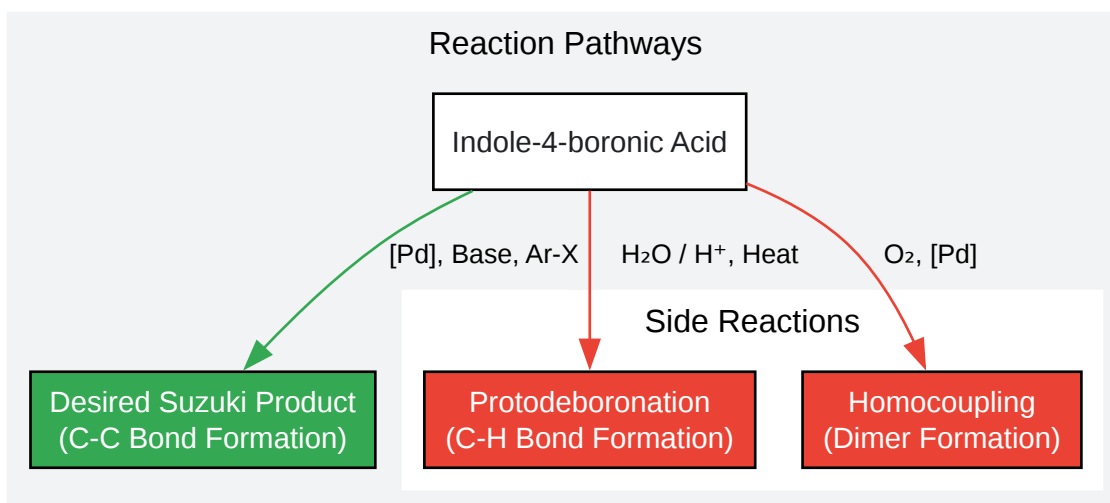 Reaction Pathways
Indole-4-boronic Acid
[Pd], Base, Ar-X
H₂O / H⁺, Heat
O₂, [Pd]
Side Reactions
Desired Suzuki Product
(C-C Bond Formation)
Protodeboronation
(C-H Bond Formation)
Homocoupling
(Dimer Formation)